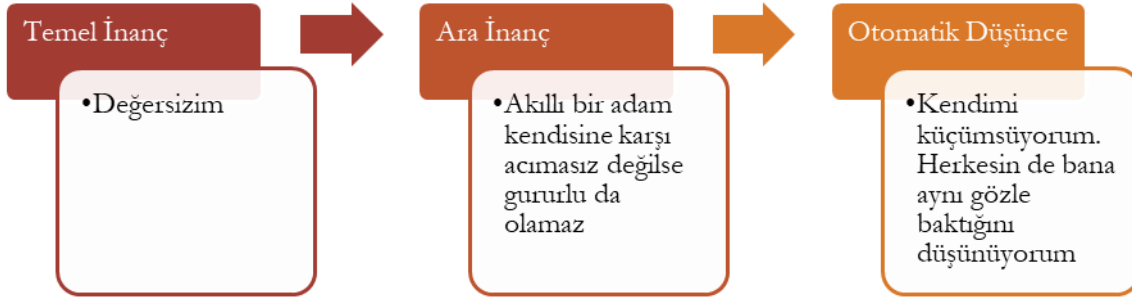 Temel İnanç
•Değersizim
Ara İnanç
•Akıllı bir adam
kendisine karşı
acımasız değilse
gururlu da
olamaz
Otomatik Düşünce
•Kendimi
küçümsüyorum.
Herkesin de bana
aynı gözle
baktığını
düşünüyorum